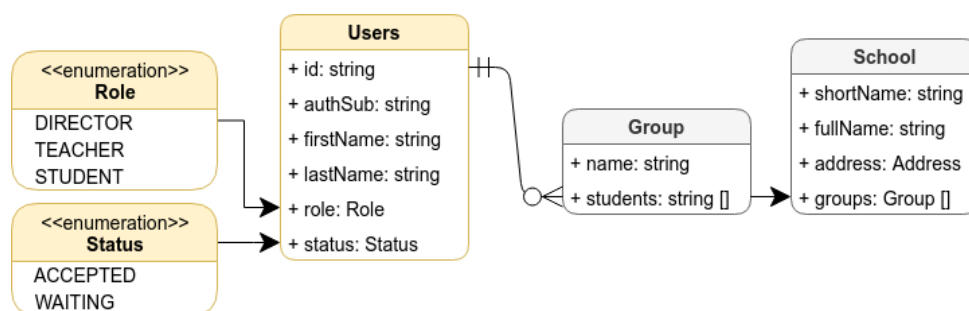 <<enumeration>>
Role
DIRECTOR
TEACHER
STUDENT
<<enumeration>>
Status
ACCEPTED
WAITING
Users
+ id: string
+ authSub: string
+ firstName: string
+ lastName: string
+ role: Role
+ status: Status
Group
+ name: string
+ students: string []
School
+ shortName: string
+ fullName: string
+ address: Address
+ groups: Group []